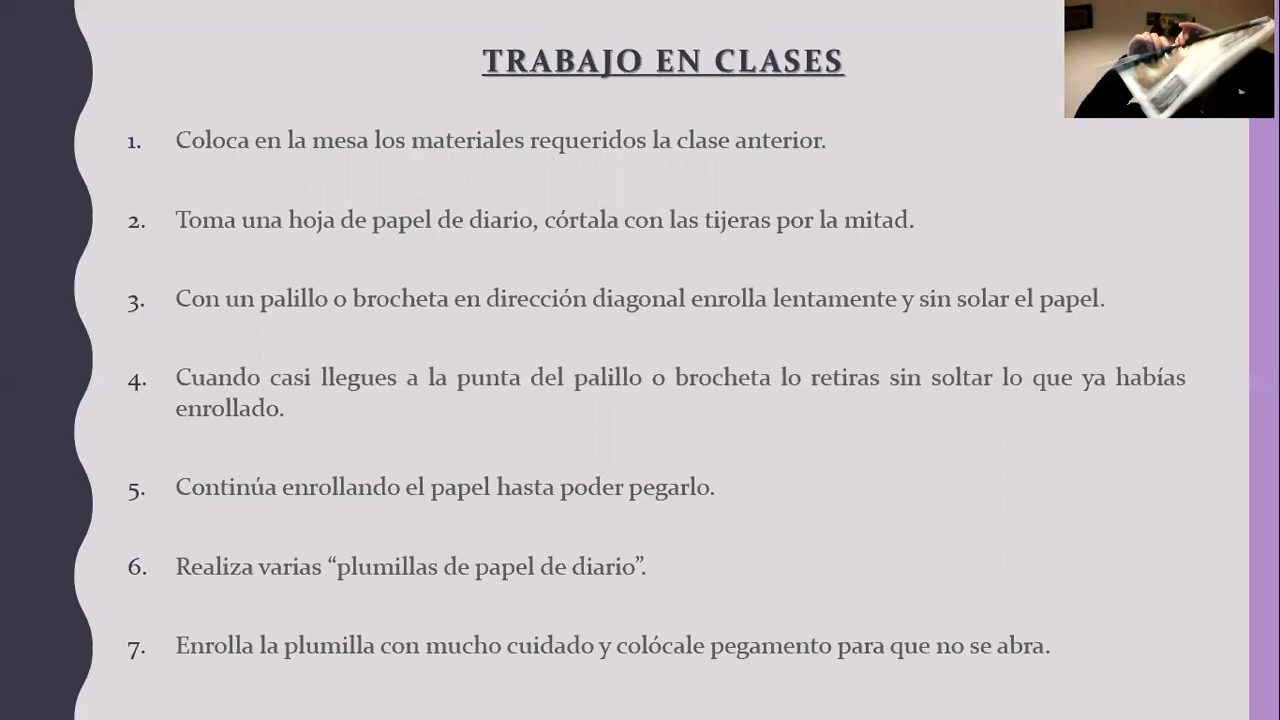 TRABAJO EN CLASES
1. Coloca en la mesa los materiales requeridos la clase anterior.
2. Toma una hoja de papel de diario, córtala con las tijeras por la mitad.
3. Con un palillo o brocheta en dirección diagonal enrolla lentamente y sin solar el papel.
4. Cuando casi llegues a la punta del palillo o brocheta lo retiras sin soltar lo que ya habías
enrollado.
5. Continúa enrollando el papel hasta poder pegarlo.
6. Realiza varias “plumillas de papel de diario”.
7. Enrolla la plumilla con mucho cuidado y colócale pegamento para que no se abra.